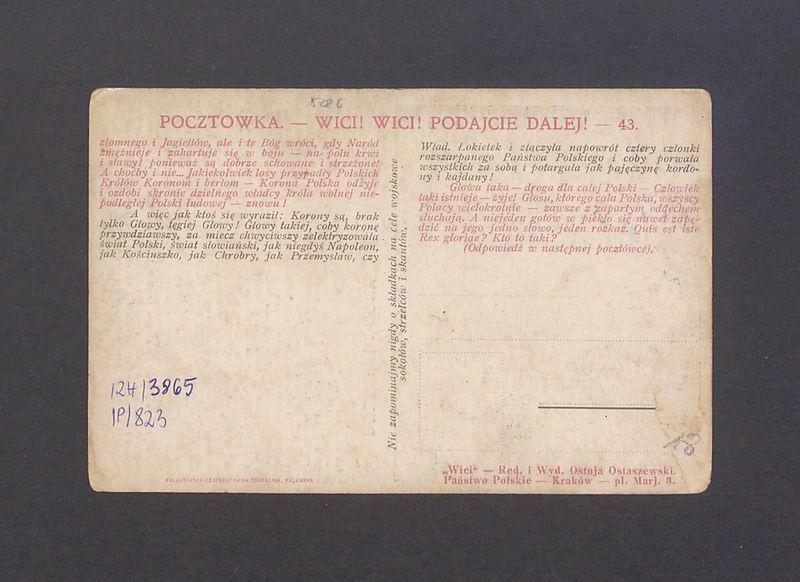 5086
POCZTOWKA. — WICI! WICI! PODAJCIE DALEJ! — 43.
złomnego i Jagiełłów, ale i te Bóg wróci, gdy Naród
zmężnieje i zahartuje się w boju — na polu krwi
i sławy! ponieważ są dobrze schowane i strzeżone!
A choćby i nie... Jakiekolwiek losy przypadły Polskich
Królów Koronom i berłom — Korona Polska odżyje
i ozdobi skronie dzielnego władcy króla wolnej nie-
podległej Polski ludowej — znowu!
A więc jak ktoś się wyraził: Korony są, brak
tylko Głowy, tęgiej Głowy! Głowy takiej, coby koronę
przywdziawszy, za miecz chwyciwszy zelektryzowała
świat Polski, świat słowiański, jak niegdyś Napoleon,
jak Kościuszko, jak Chrobry, jak Przemysław, czy
Nie zapominajmy nigdy o składkach na cele wojskowe
sokołów, strzelców i skautów.
Wład. Łokietek i złączyła napowrót cztery członki
rozszarpanego Państwa Polskiego i coby porwała
wszystkich za sobą i potargała jak pajęczynę kordo-
ny i kajdany!
Głowa taka — droga dla całej Polski — Człowiek
taki istnieje — żyje! Głosu, którego cała Polska, wszyscy
Polacy wielokrotnie — zawsze z zapartym oddechem
słuchają. A niejeden gotów w piekło się nawet zapę-
dzić na jego jedno słowo, jeden rozkaz. Quis est iste
Rex gloriae? Kto to taki?
(Odpowiedź w następnej pocztówce).
12H/3865
IP/823
18
KALWARYJSKA KOOPERATYWNA DRUKARNIA, KALWARYA
„Wici“ — Red. i Wyd. Ostoja Ostaszewski.
Państwo Polskie — Kraków — pl. Marj. 3.